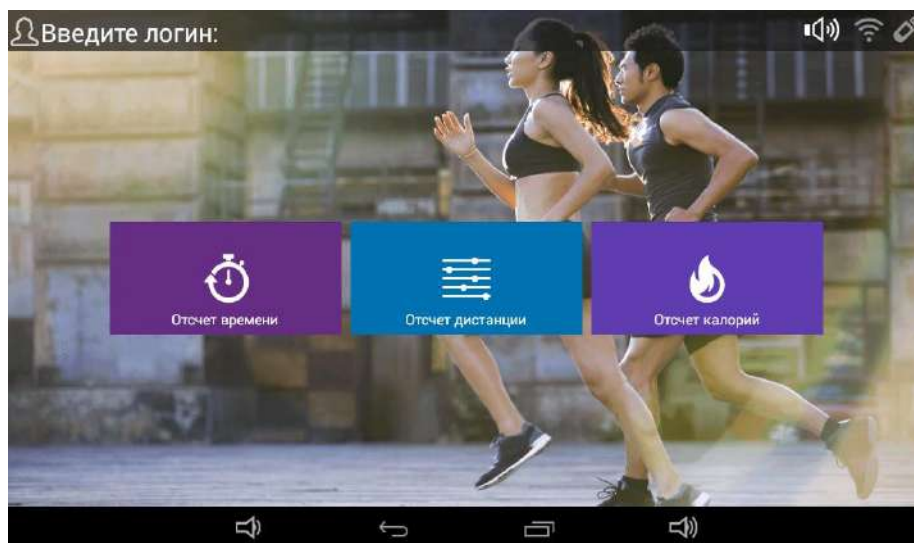 Введите логин:
Отсчет времени
Отсчет дистанции
Отсчет калорий